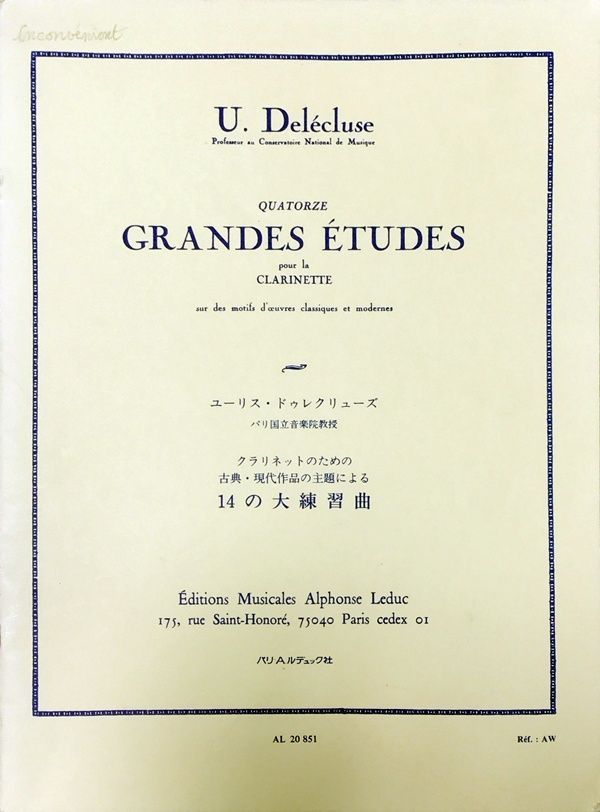 Inconvénient
U. Delécluse
Professeur au Conservatoire National de Musique
QUATORZE
GRANDES ÉTUDES
pour la
CLARINETTE
sur des motifs d'œuvres classiques et modernes
ユーリス・ドゥレクリューズ
パリ国立音楽院教授
クラリネットのための
古典・現代作品の主題による
14の大練習曲
Éditions Musicales Alphonse Leduc
175, rue Saint-Honoré, 75040 Paris cedex 01
パリ・Aルデュック社
AL 20 851
Réf. : AW